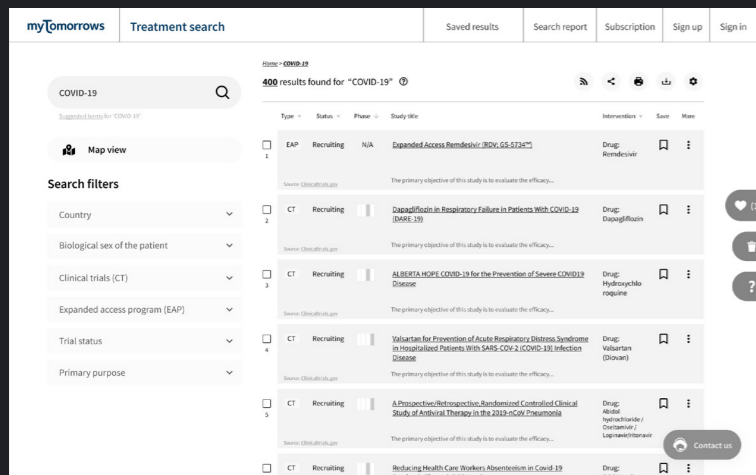 myTomorrows
Treatment search
Saved results
Search report
Subscription
Sign up
Sign in
COVID-19
Suggested terms for 'COVID-19'
Map view
Search filters
Country
Biological sex of the patient
Clinical trials (CT)
Expanded access program (EAP)
Trial status
Primary purpose
Home > COVID-19
400 results found for "COVID-19"
Type Status Phase Study title Intervention Save More
1 EAP Recruiting N/A Expanded Access Remdesivir (RDV; GS-5734™) Drug:
Remdesivir
Source: Clinicaltrials.gov The primary objective of this study is to evaluate the efficacy...
2 CT Recruiting Dapagliflozin in Respiratory Failure in Patients With COVID-19 Drug:
(DARE-19) Dapagliflozin
Source: Clinicaltrials.gov The primary objective of this study is to evaluate the efficacy...
3 CT Recruiting ALBERTA HOPE COVID-19 for the Prevention of Severe COVID19 Drug:
Disease Hydroxychlo
roquine
Source: Clinicaltrials.gov The primary objective of this study is to evaluate the efficacy...
4 CT Recruiting Valsartan for Prevention of Acute Respiratory Distress Syndrome Drug:
in Hospitalized Patients With SARS-COV-2 (COVID-19) Infection Valsartan
Disease (Diovan)
Source: Clinicaltrials.gov The primary objective of this study is to evaluate the efficacy...
5 CT Recruiting A Prospective/Retrospective,Randomized Controlled Clinical Drug:
Study of Antiviral Therapy in the 2019-nCoV Pneumonia Abidol
hydrochloride /
Oseltamivir /
Lopinavir/ritonavir
Source: Clinicaltrials.gov The primary objective of this study is to evaluate the efficacy...
CT Recruiting Reducing Health Care Workers Absenteeism in Covid-19 Drug:
?
Contact us